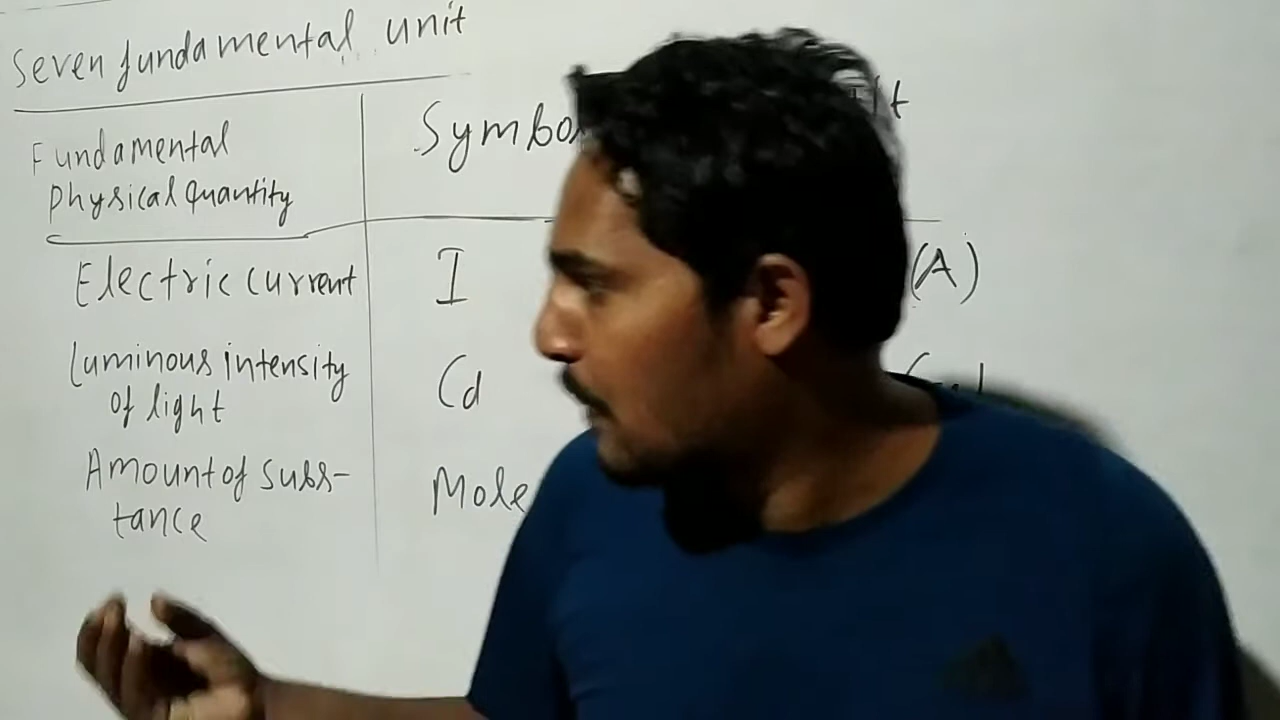 Seven fundamental unit
Fundamental
physical quantity
Symbo
Electric current
I
(A)
Luminous intensity
of light
Cd
Amount of subs-
tance
Mole